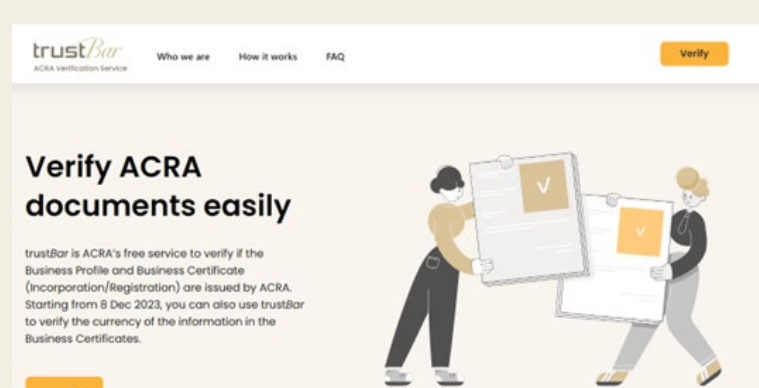 trustBar
ACRA Verification Service
Who we are
How it works
FAQ
Verify
Verify ACRA
documents easily
trustBar is ACRA's free service to verify if the
Business Profile and Business Certificate
(Incorporation/Registration) are issued by ACRA.
Starting from 8 Dec 2023, you can also use trustBar
to verify the currency of the information in the
Business Certificates.